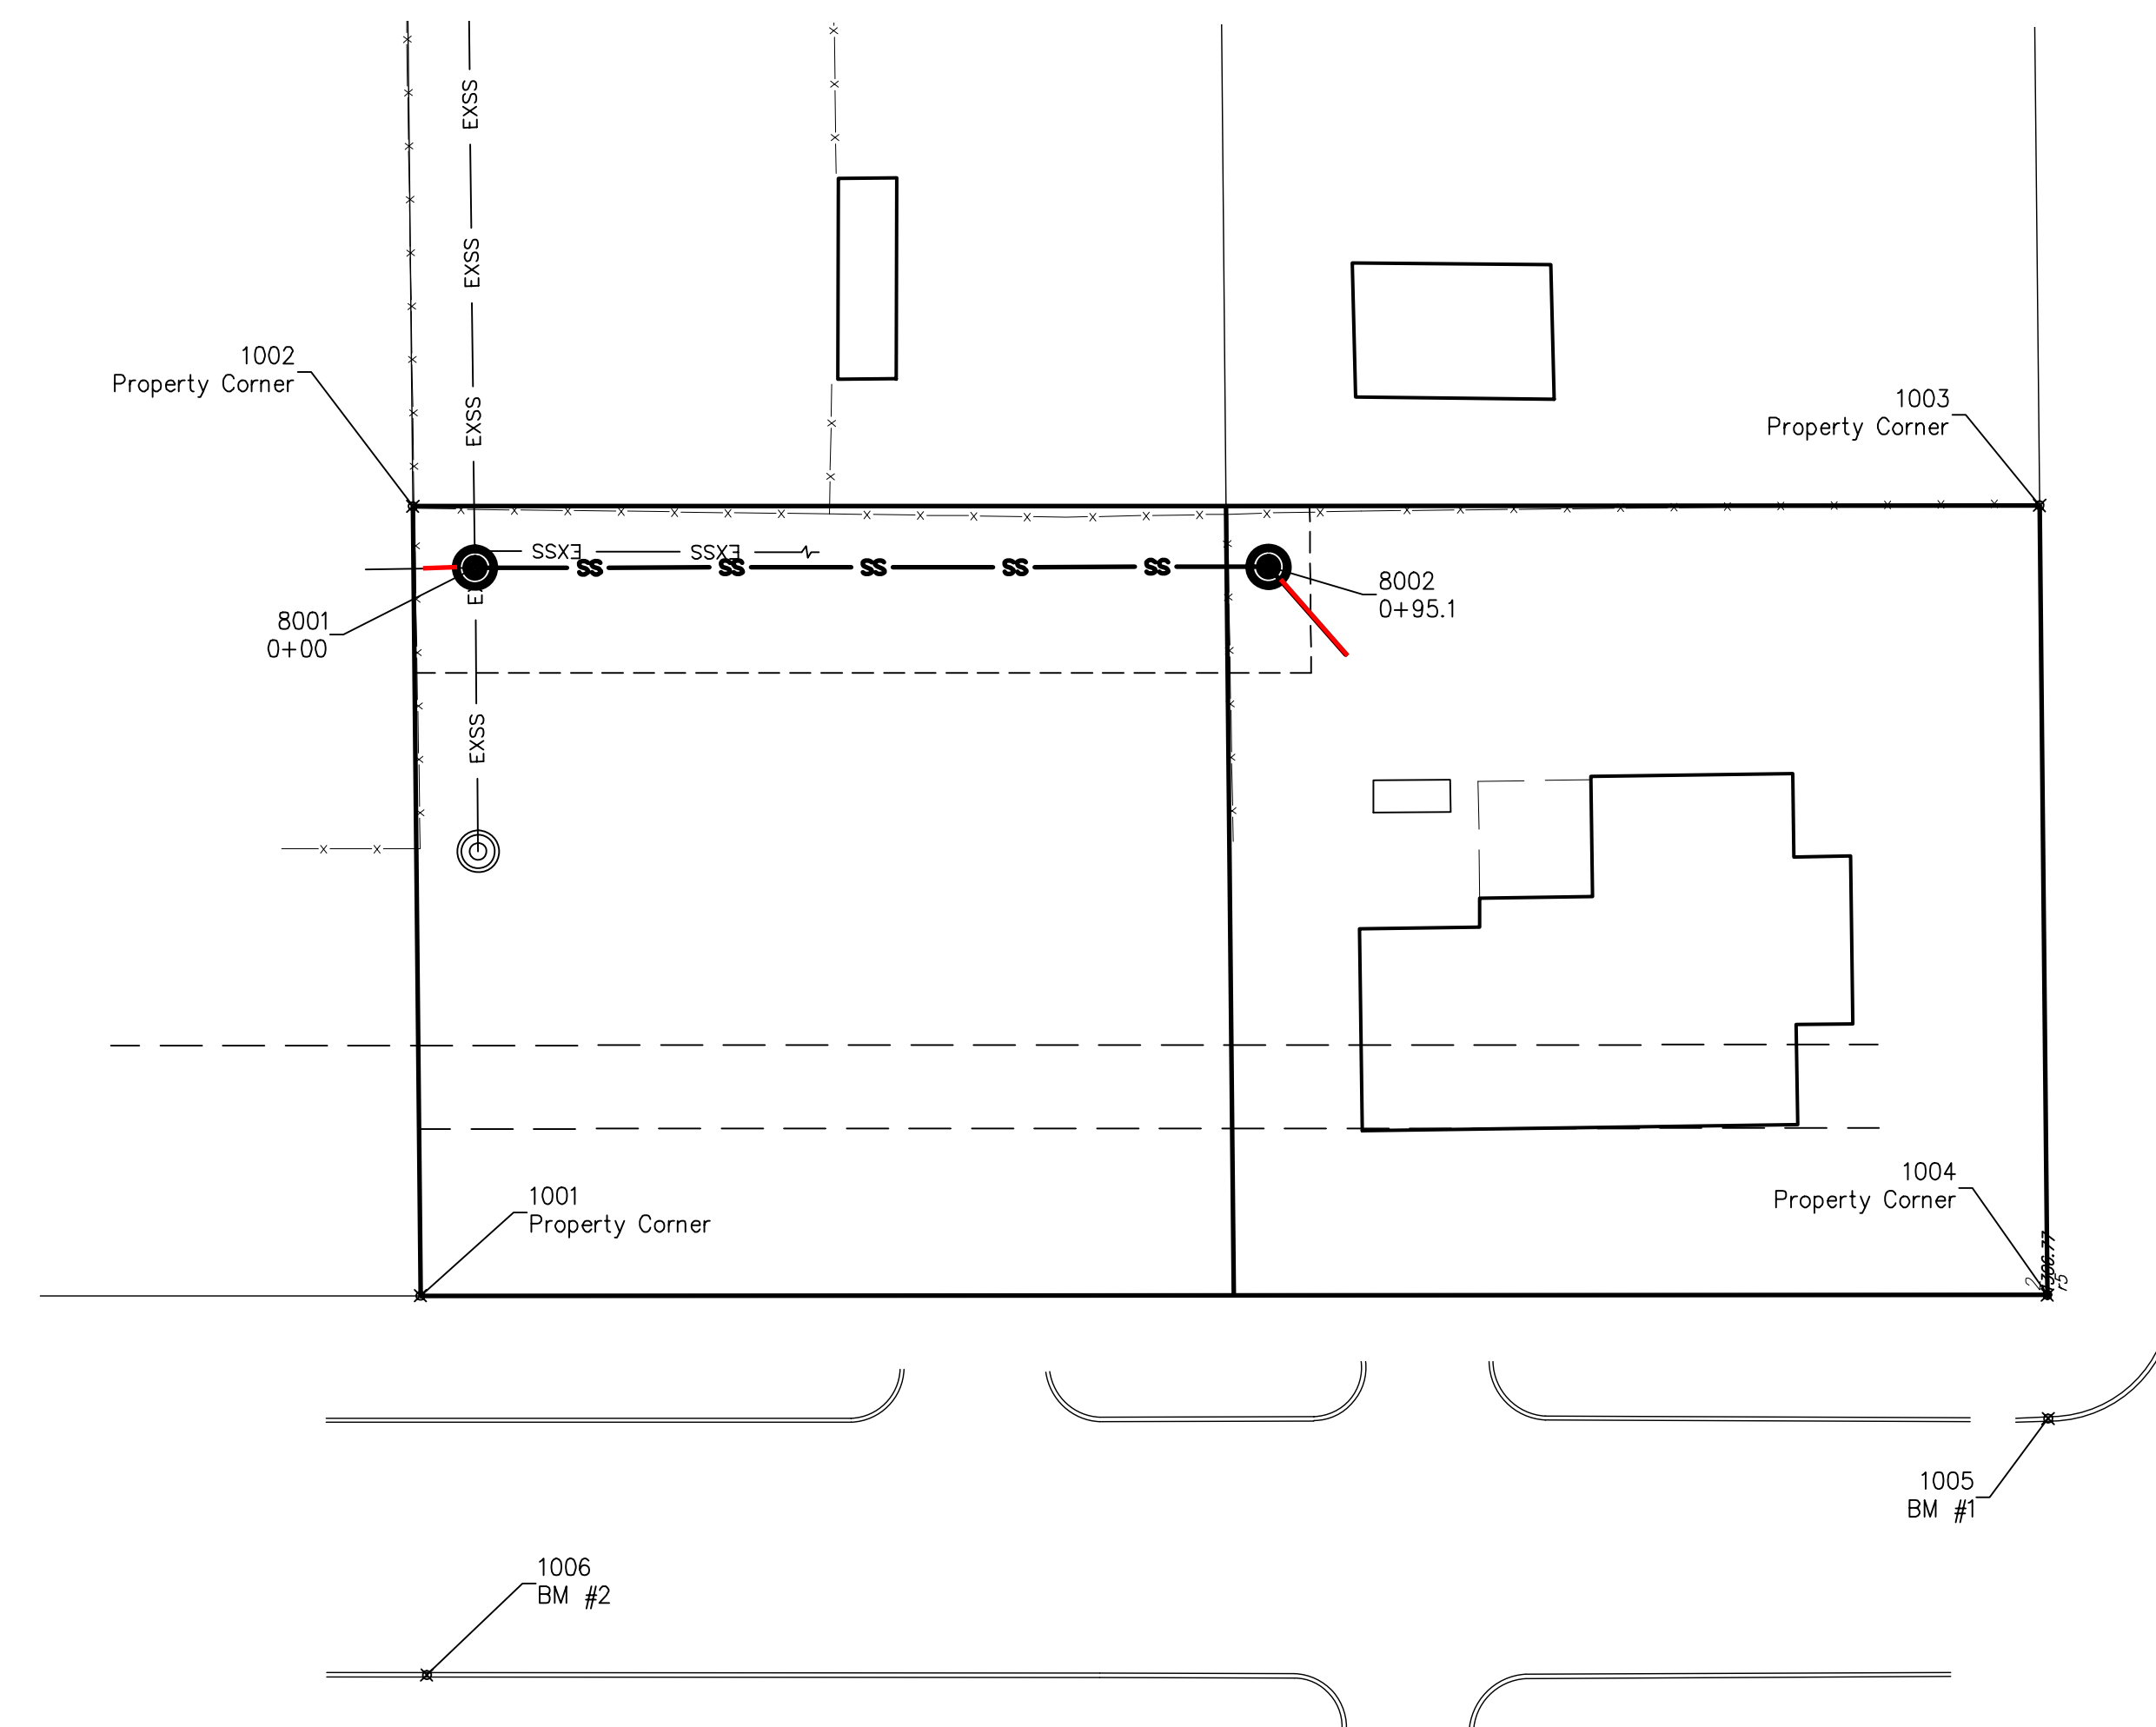 EXSS
EXSS
1002
Property Corner
EXSS
1003
Property Corner
EXSS
EXSS
SS
SS
SS
SS
SS
8002
0+95.1
8001
0+00
EXSS
1004
Property Corner
1001
Property Corner
r5
1005
BM #1
1006
BM #2